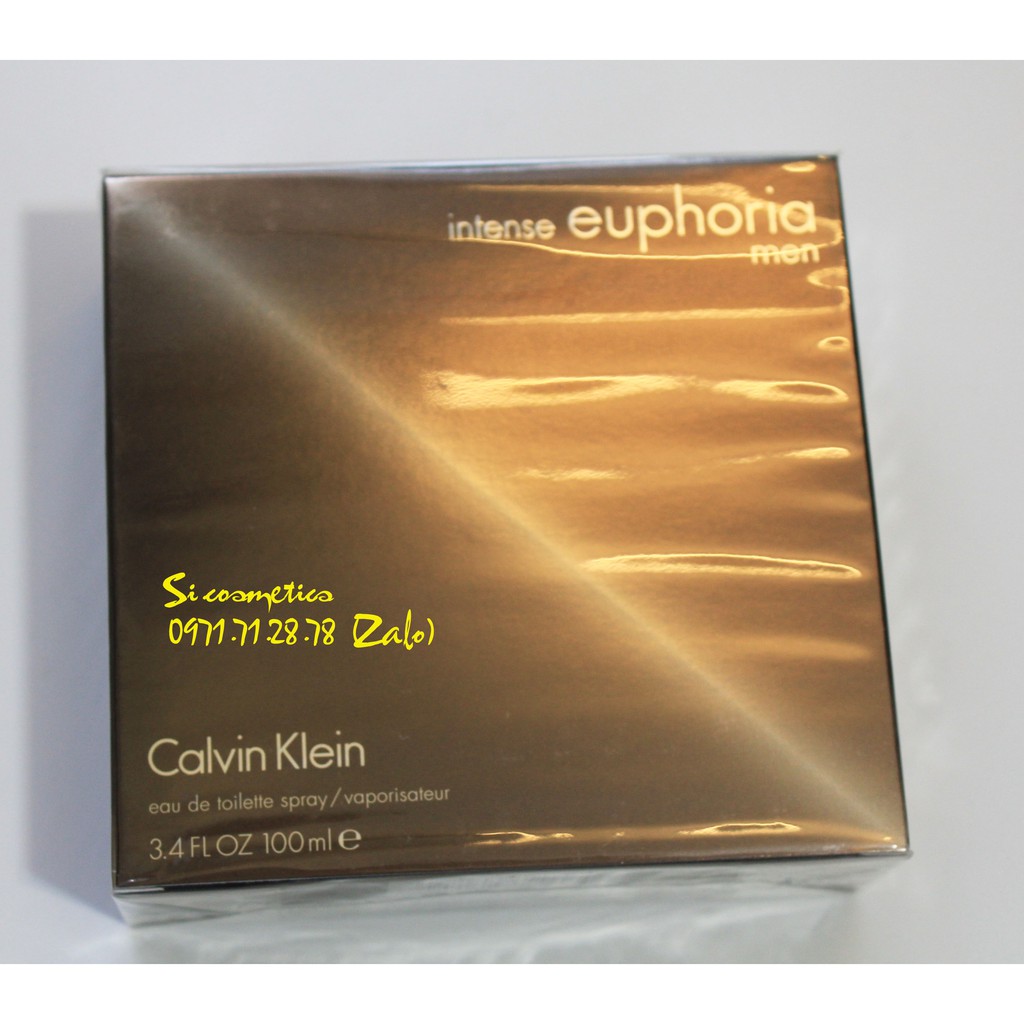 intense euphoria
men
Si cosmetics
0971.71.28.78 (Zalo)
Calvin Klein
eau de toilette spray/vaporisateur
3.4 FL OZ 100 ml e